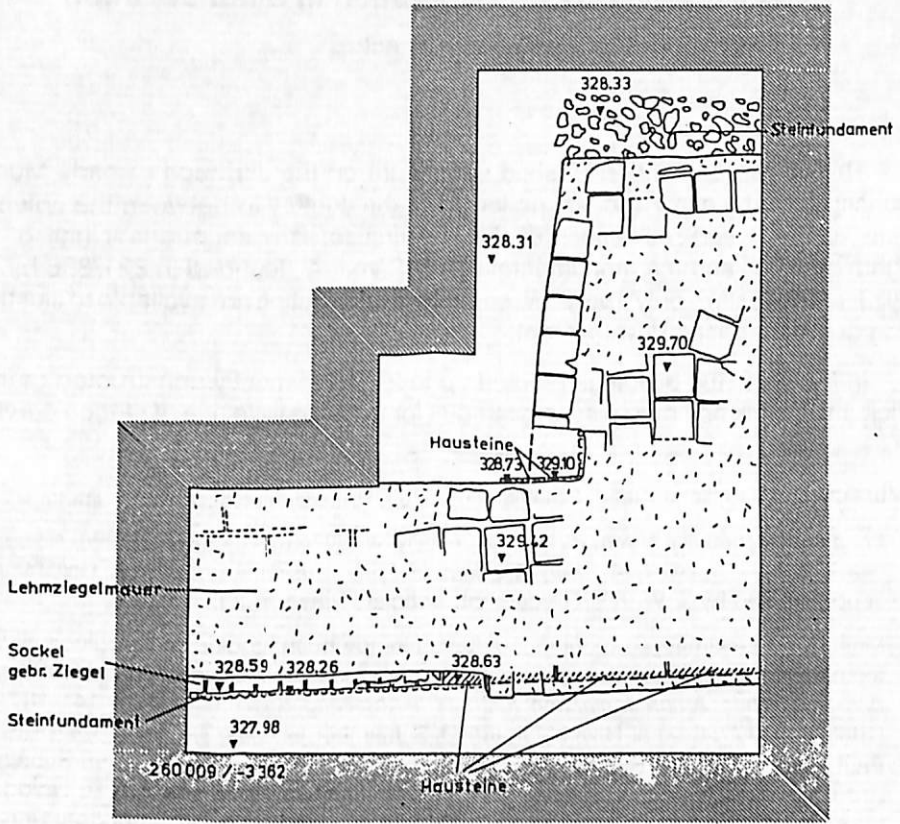 328.33
Steinfundament
328.31
329.70
Hausteine
328.73 329.10
329.42
Lehmziegelmauer
Sockel
gebr. Ziegel
328.59 328.26 328.63
Steinfundament
327.98
260009 / -3362
Hausteine